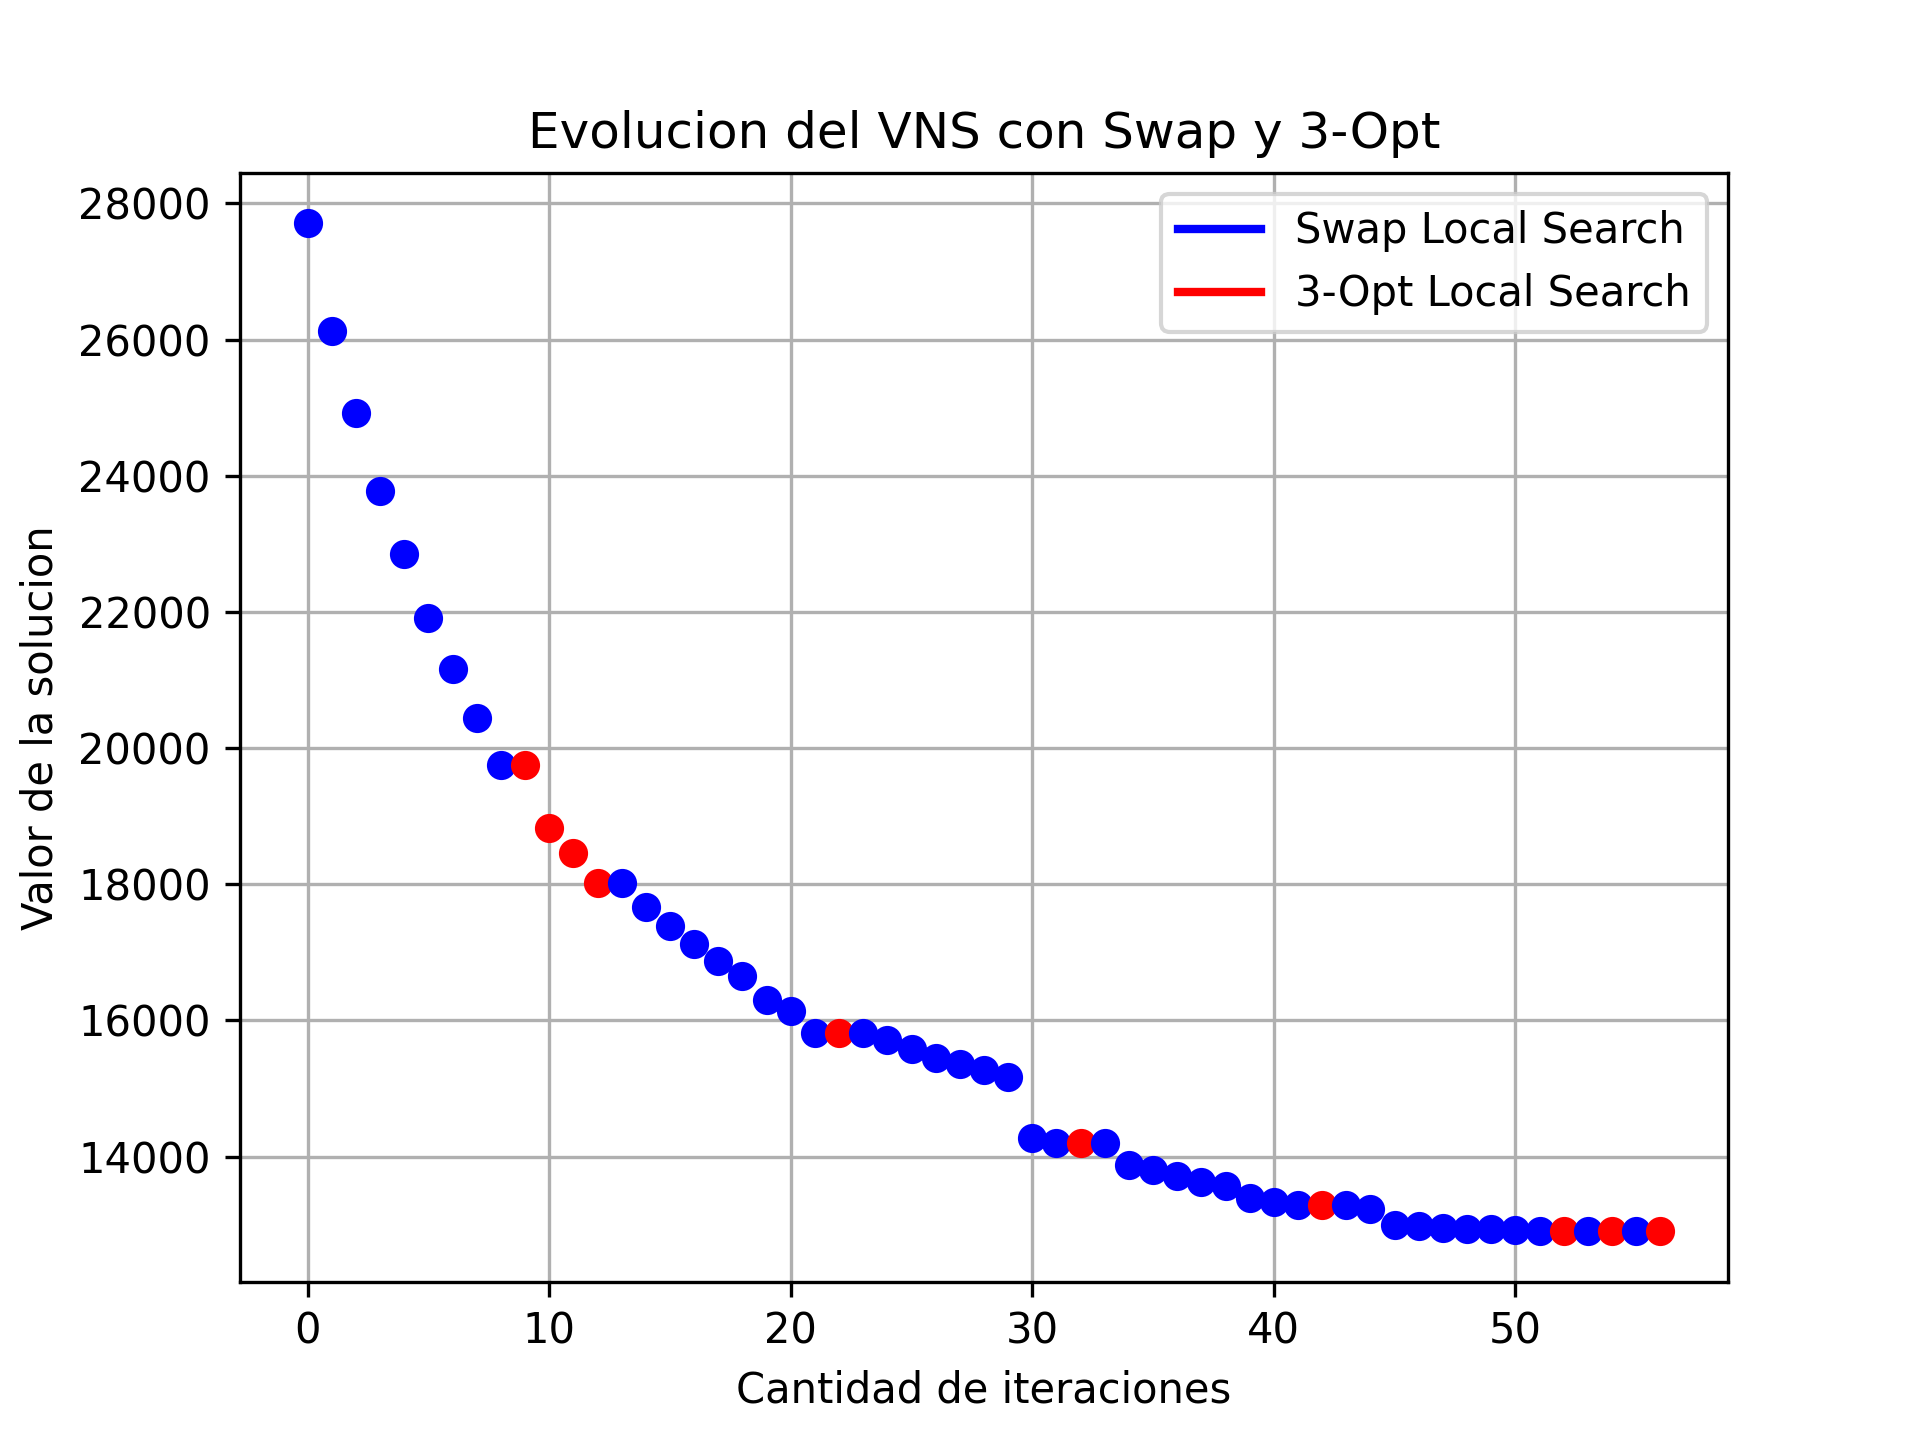 Evolucion del VNS con Swap y 3-Opt
Swap Local Search
3-Opt Local Search
Valor de la solucion
28000
26000
24000
22000
20000
18000
16000
14000
0 10 20 30 40 50
Cantidad de iteraciones